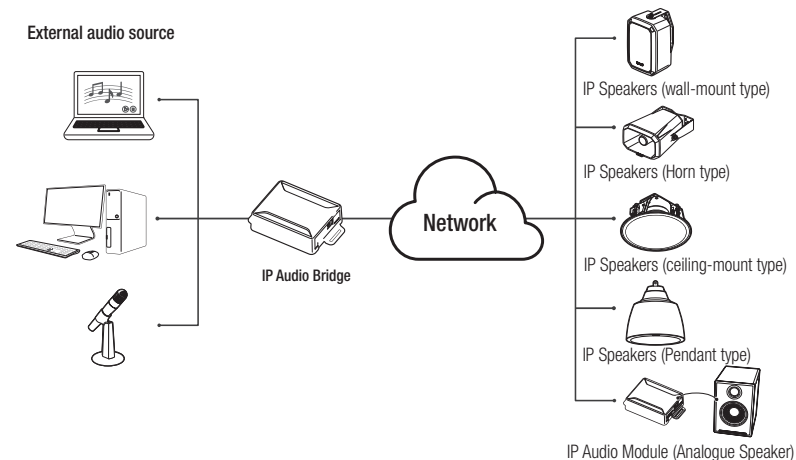 External audio source
IP Audio Bridge
Network
IP Speakers (wall-mount type)
IP Speakers (Horn type)
IP Speakers (ceiling-mount type)
IP Speakers (Pendant type)
IP Audio Module (Analogue Speaker)